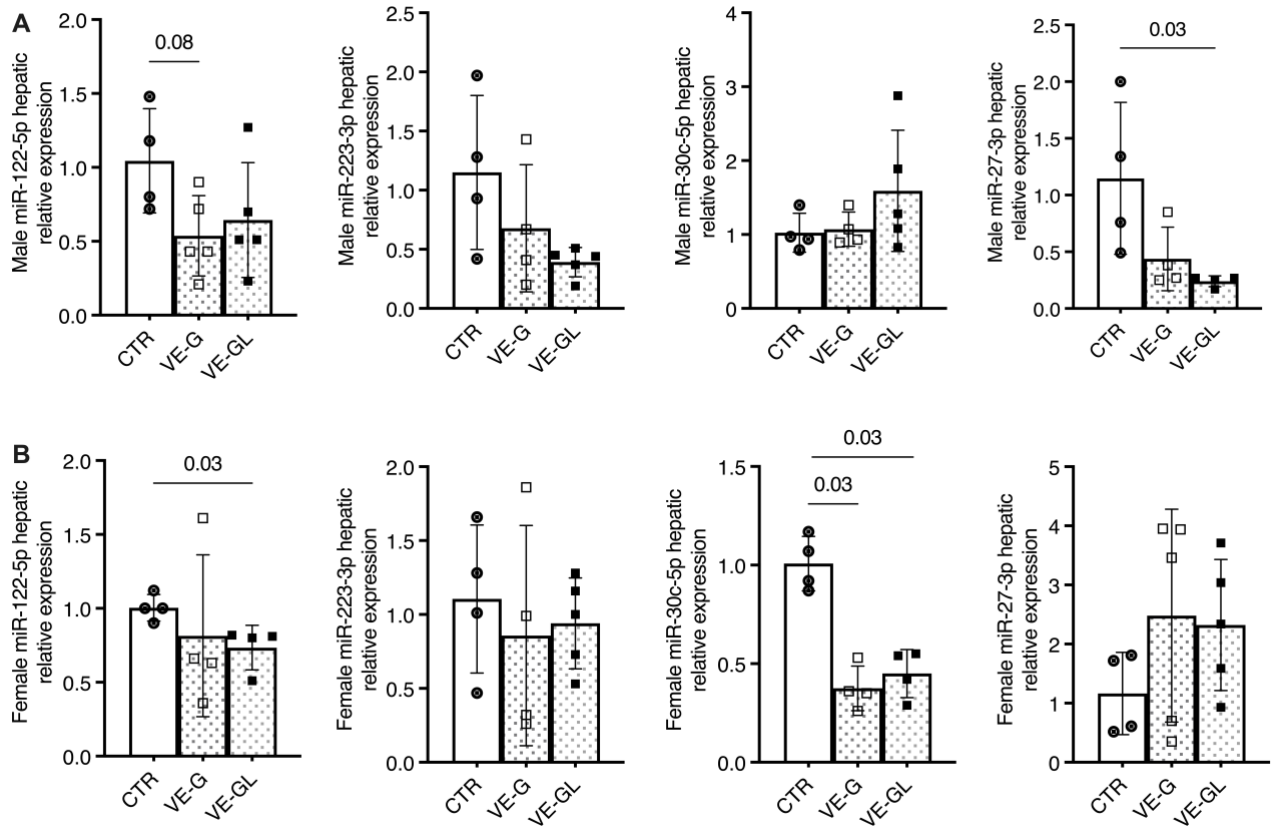 A
Male miR-122-5p hepatic
relative expression
2.0
1.5
1.0
0.5
0.0
0.08
CTR
VE-G
VE-GL
Male miR-223-3p hepatic
relative expression
2.5
2.0
1.5
1.0
0.5
0.0
CTR
VE-G
VE-GL
Male miR-30c-5p hepatic
relative expression
4
3
2
1
0
CTR
VE-G
VE-GL
Male miR-27-3p hepatic
relative expression
2.5
2.0
1.5
1.0
0.5
0.0
0.03
CTR
VE-G
VE-GL
B
Female miR-122-5p hepatic
relative expression
2.0
1.5
1.0
0.5
0.0
0.03
CTR
VE-G
VE-GL
Female miR-223-3p hepatic
relative expression
2.0
1.5
1.0
0.5
0.0
CTR
VE-G
VE-GL
Female miR-30c-5p hepatic
relative expression
1.5
1.0
0.5
0.0
0.03
0.03
CTR
VE-G
VE-GL
Female miR-27-3p hepatic
relative expression
5
4
3
2
1
0
CTR
VE-G
VE-GL